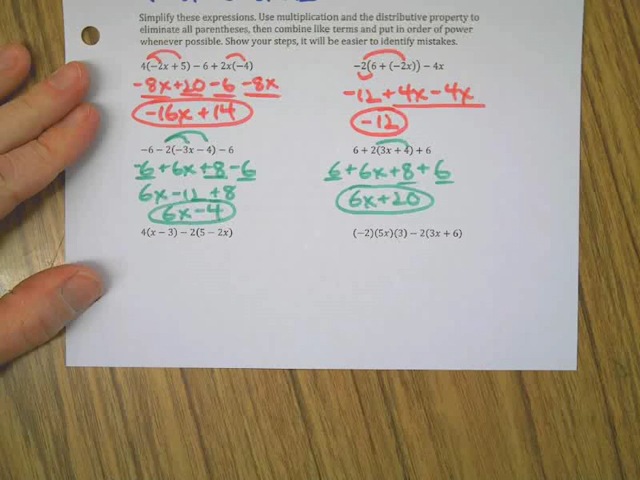 Simplify these expressions. Use multiplication and the distributive property to
eliminate all parentheses, then combine like terms and put in order of power
whenever possible. Show your steps, it will be easier to identify mistakes.
4(−2x + 5) − 6 + 2x(−4)
-8x+20-6-8x
-16x+14
−2(6 + (−2x)) − 4x
-12+4x-4x
-12
−6 − 2(−3x − 4) − 6
-6+6x+8-6
6x-12+8
6x-4
6 + 2(3x + 4) + 6
6+6x+8+6
6x+20
4(x − 3) − 2(5 − 2x)
(−2)(5x)(3) − 2(3x + 6)